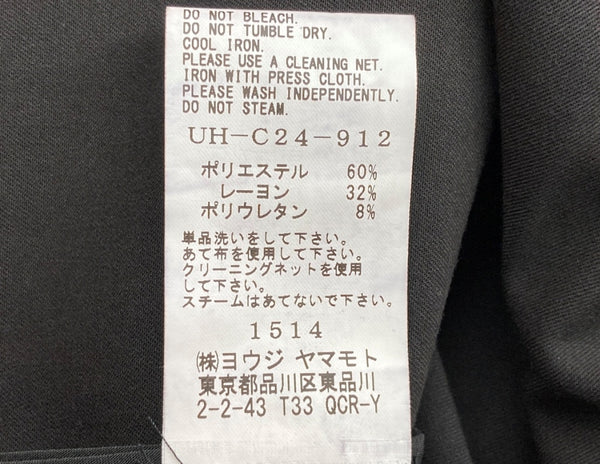 DO NOT BLEACH.
DO NOT TUMBLE DRY.
COOL IRON.
PLEASE USE A CLEANING NET.
IRON WITH PRESS CLOTH.
PLEASE WASH INDEPENDENTLY.
DO NOT STEAM.
UH-C24-912
ポリエステル 60%
レーヨン 32%
ポリウレタン 8%
単品洗いをして下さい。
あて布を使用して下さい。
クリーニングネットを使用
して下さい。
スチームはあてないで下さい。
1514
㈱ヨウジ ヤマモト
東京都品川区東品川
2-2-43 T33 QCR-Y